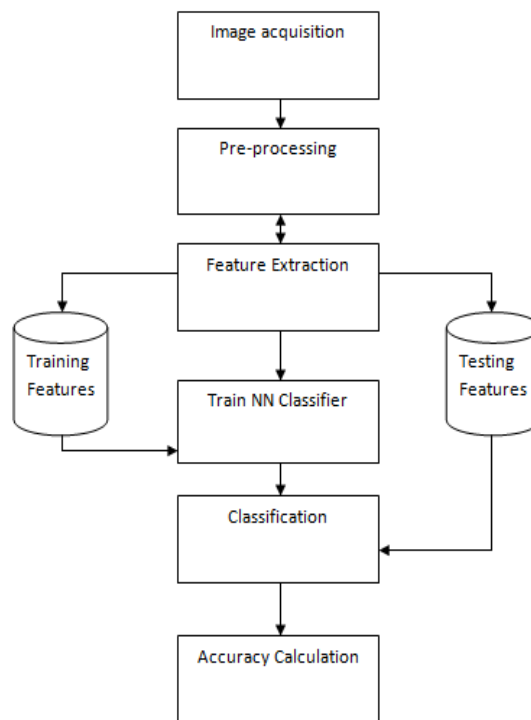 Image acquisition
Pre-processing
Feature Extraction
Training
Features
Testing
Features
Train NN Classifier
Classification
Accuracy Calculation